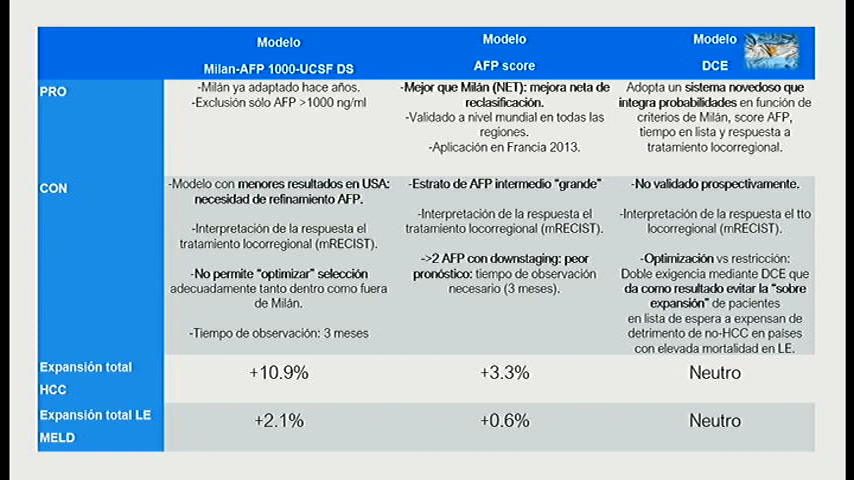 Modelo
Milan-AFP 1000-UCSF DS
Modelo
AFP score
Modelo
DCE
PRO
-Milán ya adaptado hace años.
-Exclusión sólo AFP >1000 ng/ml
-Mejor que Milán (NET): mejora neta de
reclasificación.
-Validado a nivel mundial en todas las
regiones.
-Aplicación en Francia 2013.
Adopta un sistema novedoso que
integra probabilidades en función de
criterios de Milán, score AFP,
tiempo en lista y respuesta a
tratamiento locorregional.
CON
-Modelo con menores resultados en USA:
necesidad de refinamiento AFP.
-Interpretación de la respuesta el
tratamiento locorregional (mRECIST).
-No permite "optimizar" selección
adecuadamente tanto dentro como fuera
de Milán.
-Tiempo de observación: 3 meses
-Estrato de AFP intermedio "grande"
-Interpretación de la respuesta el
tratamiento locorregional (mRECIST).
->2 AFP con downstaging: peor
pronóstico: tiempo de observación
necesario (3 meses).
-No validado prospectivamente.
-Interpretación de la respuesta el tto
locorregional (mRECIST).
-Optimización vs restricción:
Doble exigencia mediante DCE que
da como resultado evitar la "sobre
expansión" de pacientes
en lista de espera a expensan de
detrimento de no-HCC en países
con elevada mortalidad en LE.
Expansión total
HCC
+10.9%
+3.3%
Neutro
Expansión total LE
MELD
+2.1%
+0.6%
Neutro